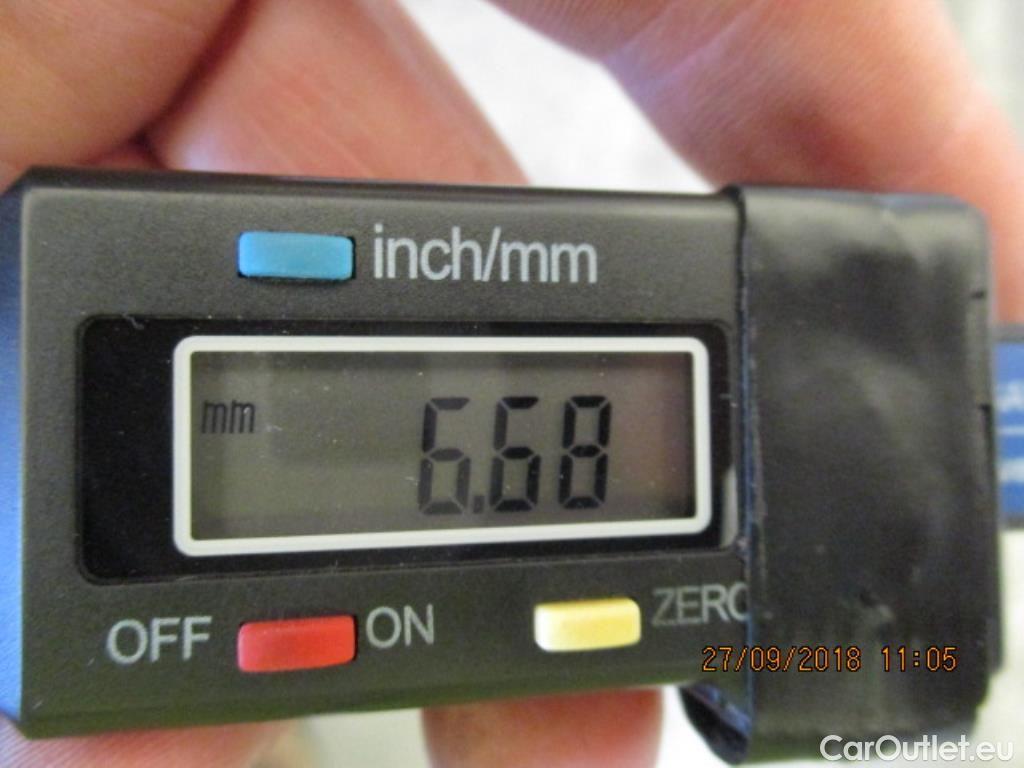 inch/mm
mm 6.68
OFF ON ZERO
27/09/2018 11:05
CarOutlet.eu